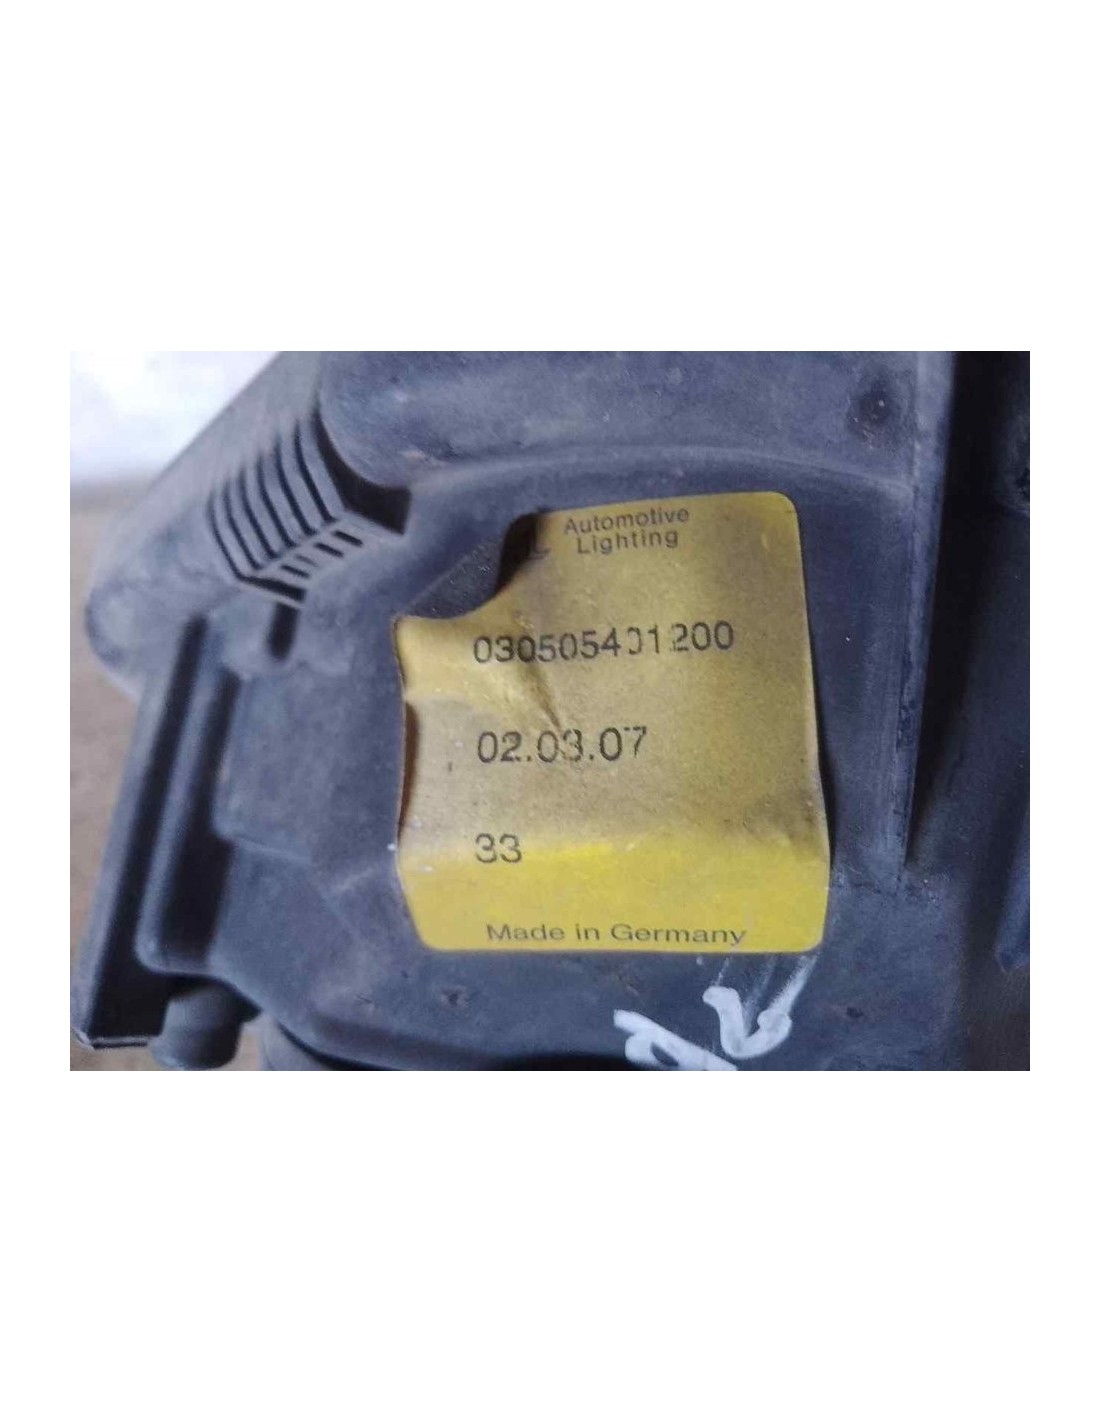 Automotive
Lighting
030505401200
02.03.07
33
Made in Germany